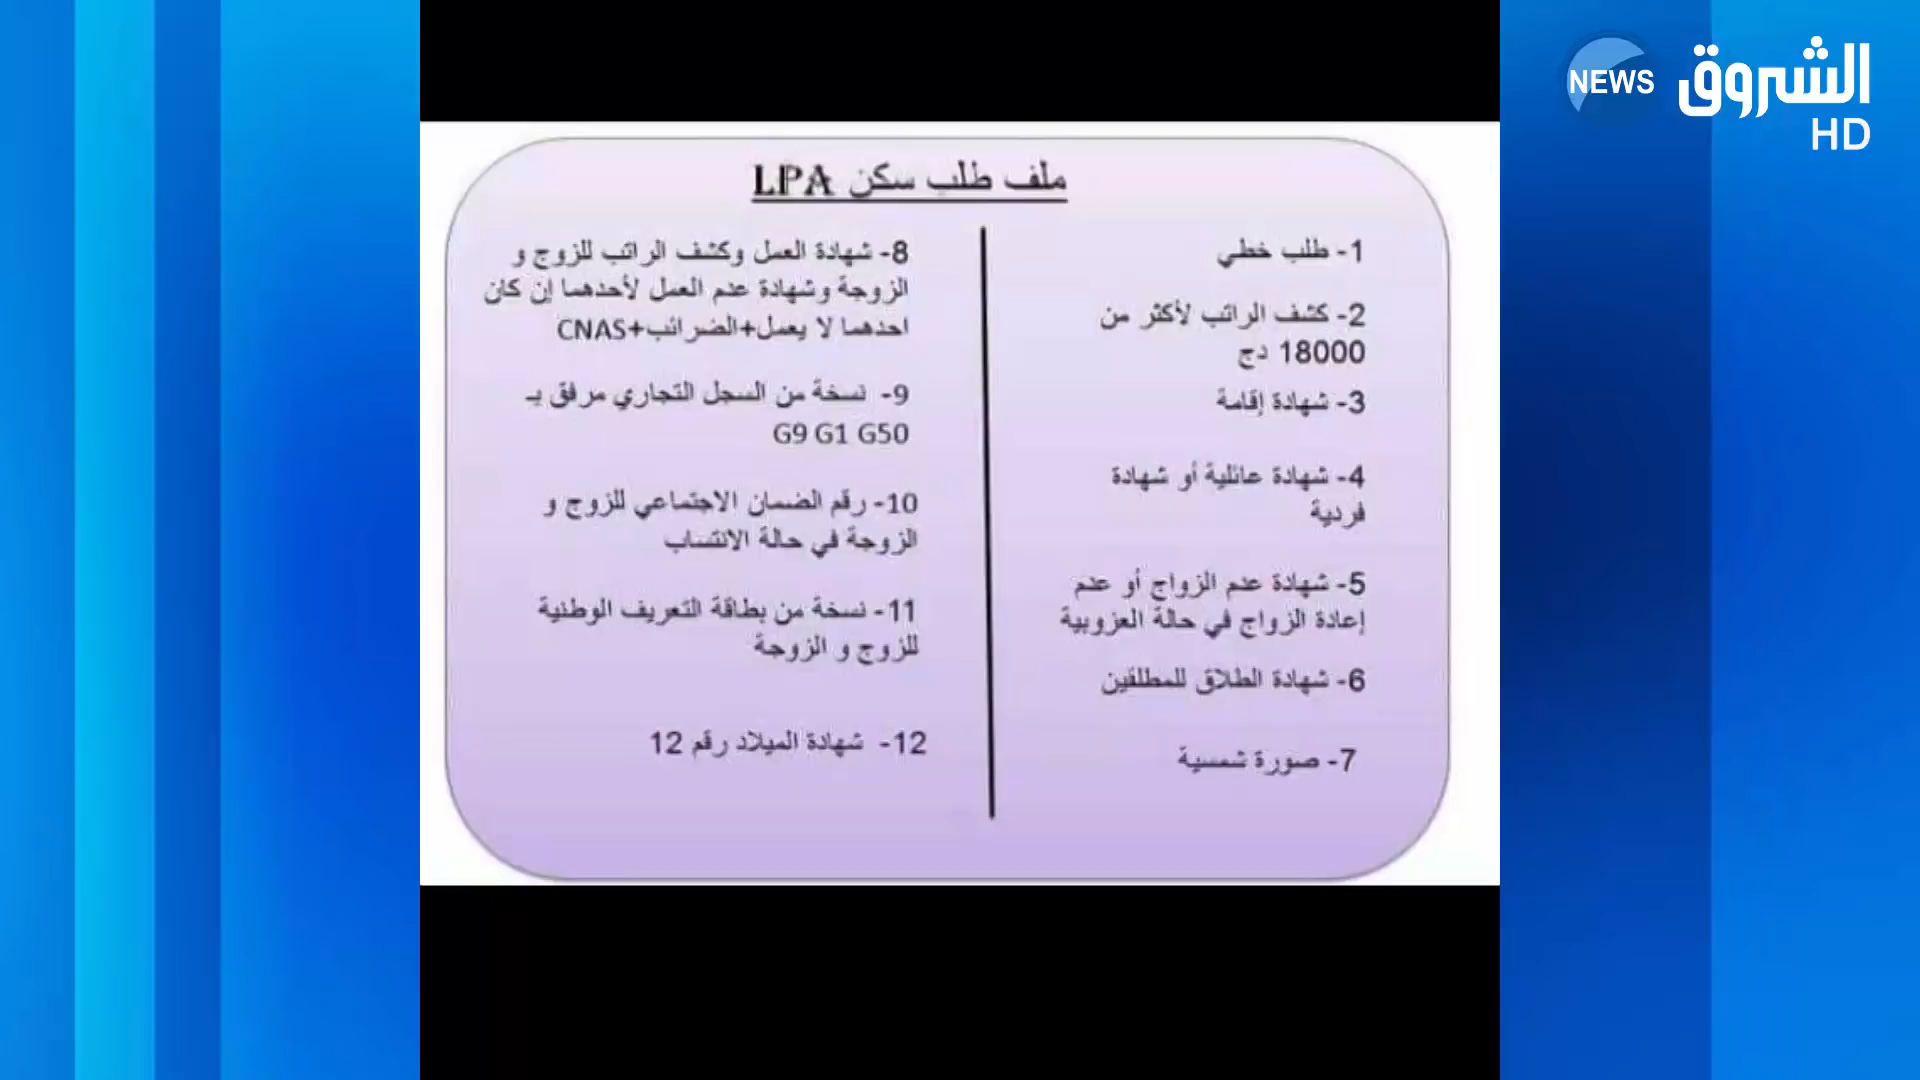 NEWS الشروق
HD
ملف طلب سكن LPA
1- طلب خطي
2- كشف الراتب لأكثر من
18000 دج
3- شهادة إقامة
4- شهادة عائلية أو شهادة
فردية
5- شهادة عدم الزواج أو عدم
إعادة الزواج في حالة العزوبية
6- شهادة الطلاق للمطلقين
7- صورة شمسية
8- شهادة العمل وكشف الراتب للزوج و
الزوجة وشهادة عدم العمل لأحدهما إن كان
احدهما لا يعمل+الضرائب+CNAS
9- نسخة من السجل التجاري مرفق بـ
G9 G1 G50
10- رقم الضمان الاجتماعي للزوج و
الزوجة في حالة الانتساب
11- نسخة من بطاقة التعريف الوطنية
للزوج و الزوجة
12- شهادة الميلاد رقم 12